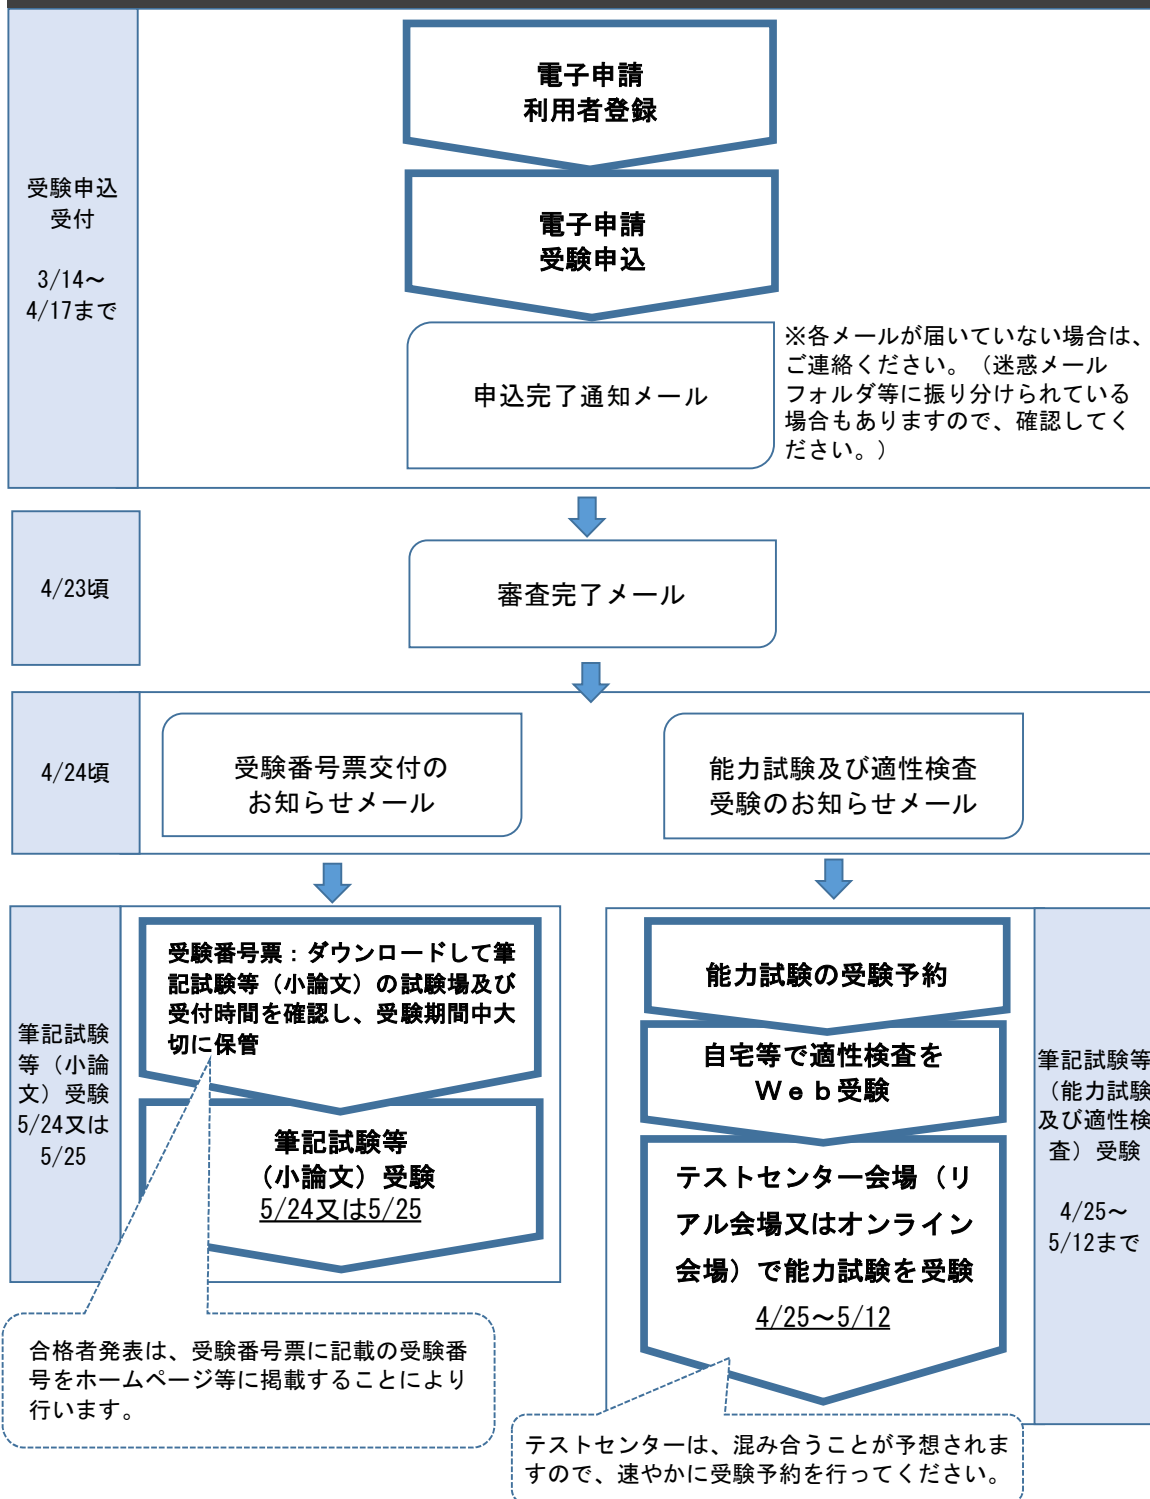 受験申込
受付
3/14～
4/17まで
電子申請
利用者登録
電子申請
受験申込
申込完了通知メール
※各メールが届いていない場合は、
ご連絡ください。（迷惑メール
フォルダ等に振り分けられている
場合もありますので、確認してく
ださい。）
4/23頃
審査完了メール
4/24頃
受験番号票交付の
お知らせメール
能力試験及び適性検査
受験のお知らせメール
筆記試験
等（小論
文）受験
5/24又は
5/25
受験番号票：ダウンロードして筆
記試験等（小論文）の試験場及び
受付時間を確認し、受験期間中大
切に保管
筆記試験等
（小論文）受験
5/24又は5/25
合格者発表は、受験番号票に記載の受験番
号をホームページ等に掲載することにより
行います。
能力試験の受験予約
自宅等で適性検査を
Ｗｅｂ受験
テストセンター会場（リ
アル会場又はオンライン
会場）で能力試験を受験
4/25～5/12
筆記試験等
（能力試験
及び適性検
査）受験
4/25～
5/12まで
テストセンターは、混み合うことが予想されま
すので、速やかに受験予約を行ってください。